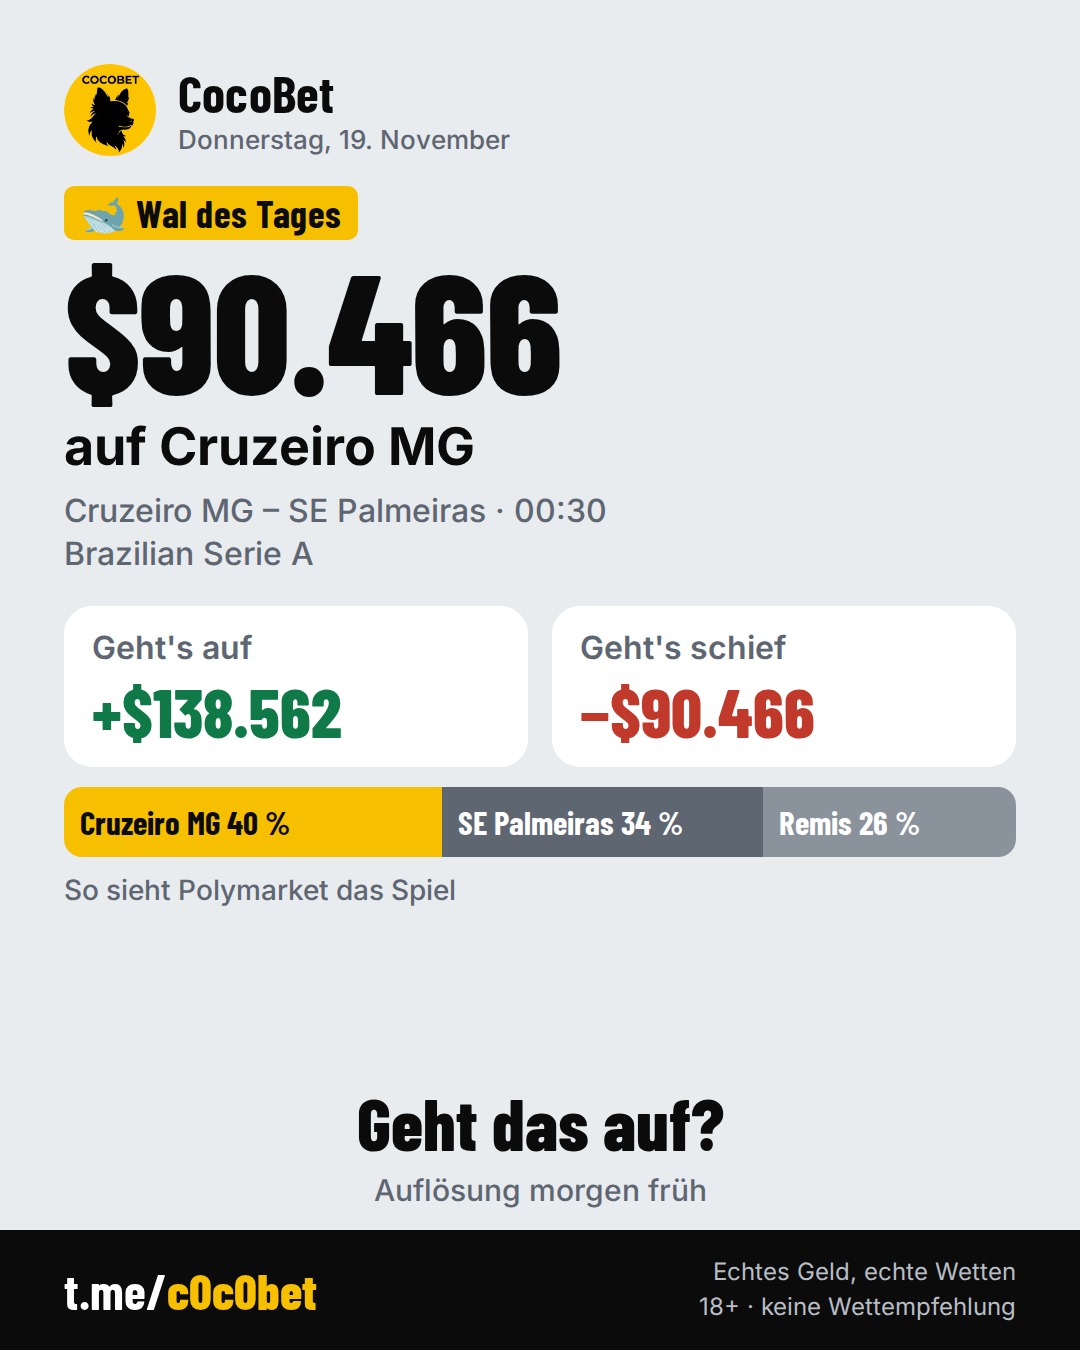 COCOBET
CocoBet
Donnerstag, 19. November
🐳 Wal des Tages
$90.466
auf Cruzeiro MG
Cruzeiro MG – SE Palmeiras · 00:30
Brazilian Serie A
Geht's auf
+$138.562
Geht's schief
–$90.466
Cruzeiro MG 40 %
SE Palmeiras 34 %
Remis 26 %
So sieht Polymarket das Spiel
Geht das auf?
Auflösung morgen früh
t.me/c0c0bet
Echtes Geld, echte Wetten
18+ · keine Wettempfehlung